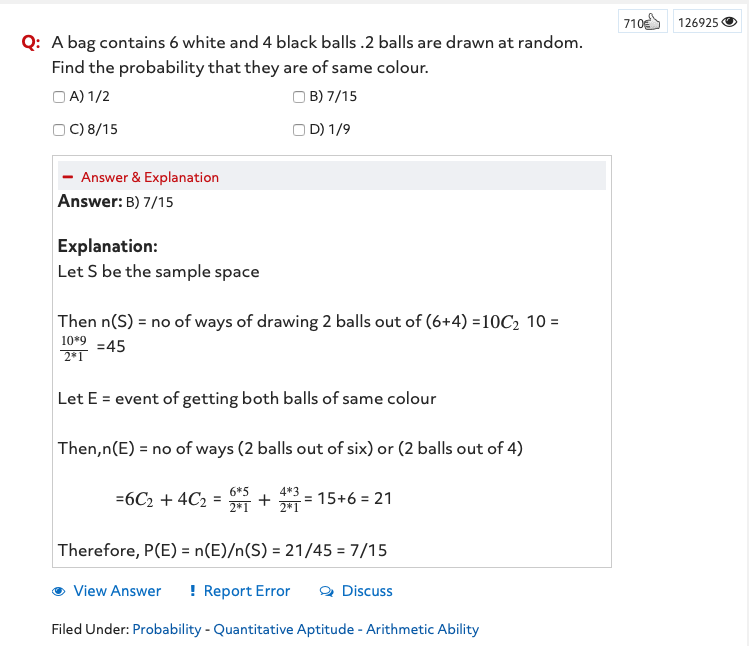 710 126925
Q: A bag contains 6 white and 4 black balls .2 balls are drawn at random.
Find the probability that they are of same colour.
A) 1/2 B) 7/15
C) 8/15 D) 1/9
− Answer & Explanation
Answer: B) 7/15
Explanation:
Let S be the sample space
Then n(S) = no of ways of drawing 2 balls out of (6+4) =10C₂ 10 =
10*9/2*1 =45
Let E = event of getting both balls of same colour
Then,n(E) = no of ways (2 balls out of six) or (2 balls out of 4)
=6C₂ + 4C₂ = 6*5/2*1 + 4*3/2*1 = 15+6 = 21
Therefore, P(E) = n(E)/n(S) = 21/45 = 7/15
View Answer ! Report Error Discuss
Filed Under: Probability - Quantitative Aptitude - Arithmetic Ability